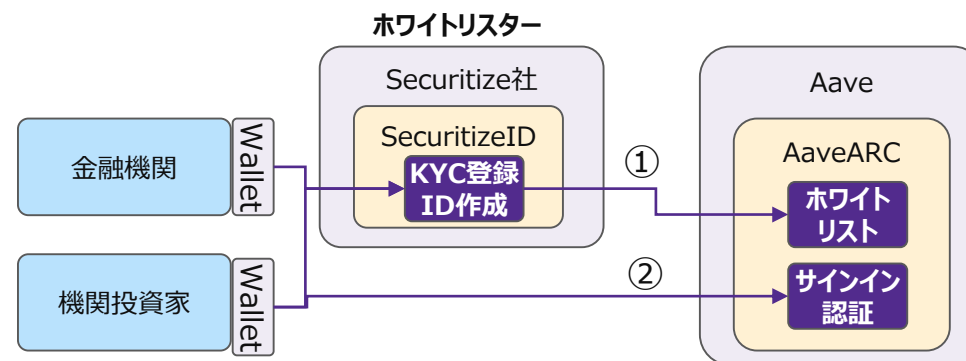 ホワイトリスター
Securitize社
Aave
SecuritizeID
AaveARC
金融機関
Wallet
KYC登録
ID作成
①
ホワイト
リスト
機関投資家
Wallet
②
サインイン
認証